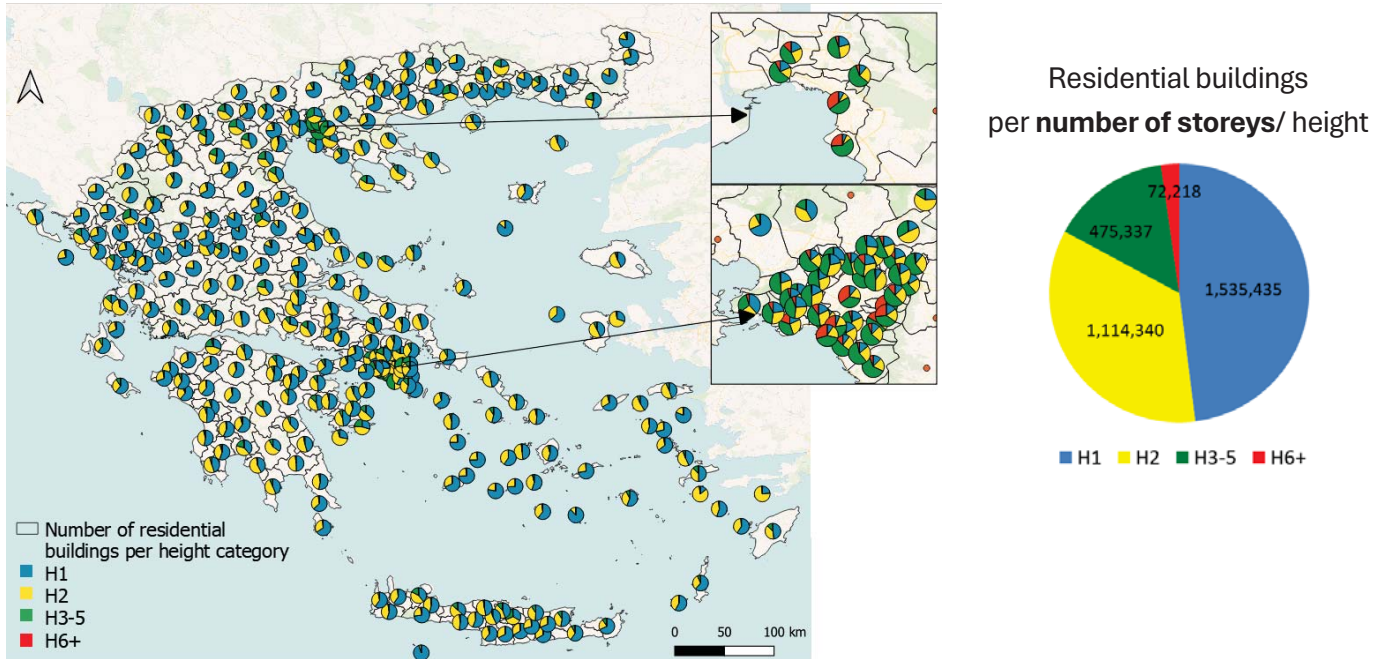 Number of residential
buildings per height category
H1
H2
H3-5
H6+
0 50 100 km
Residential buildings
per number of storeys/ height
72,218
475,337
1,535,435
1,114,340
H1 H2 H3-5 H6+